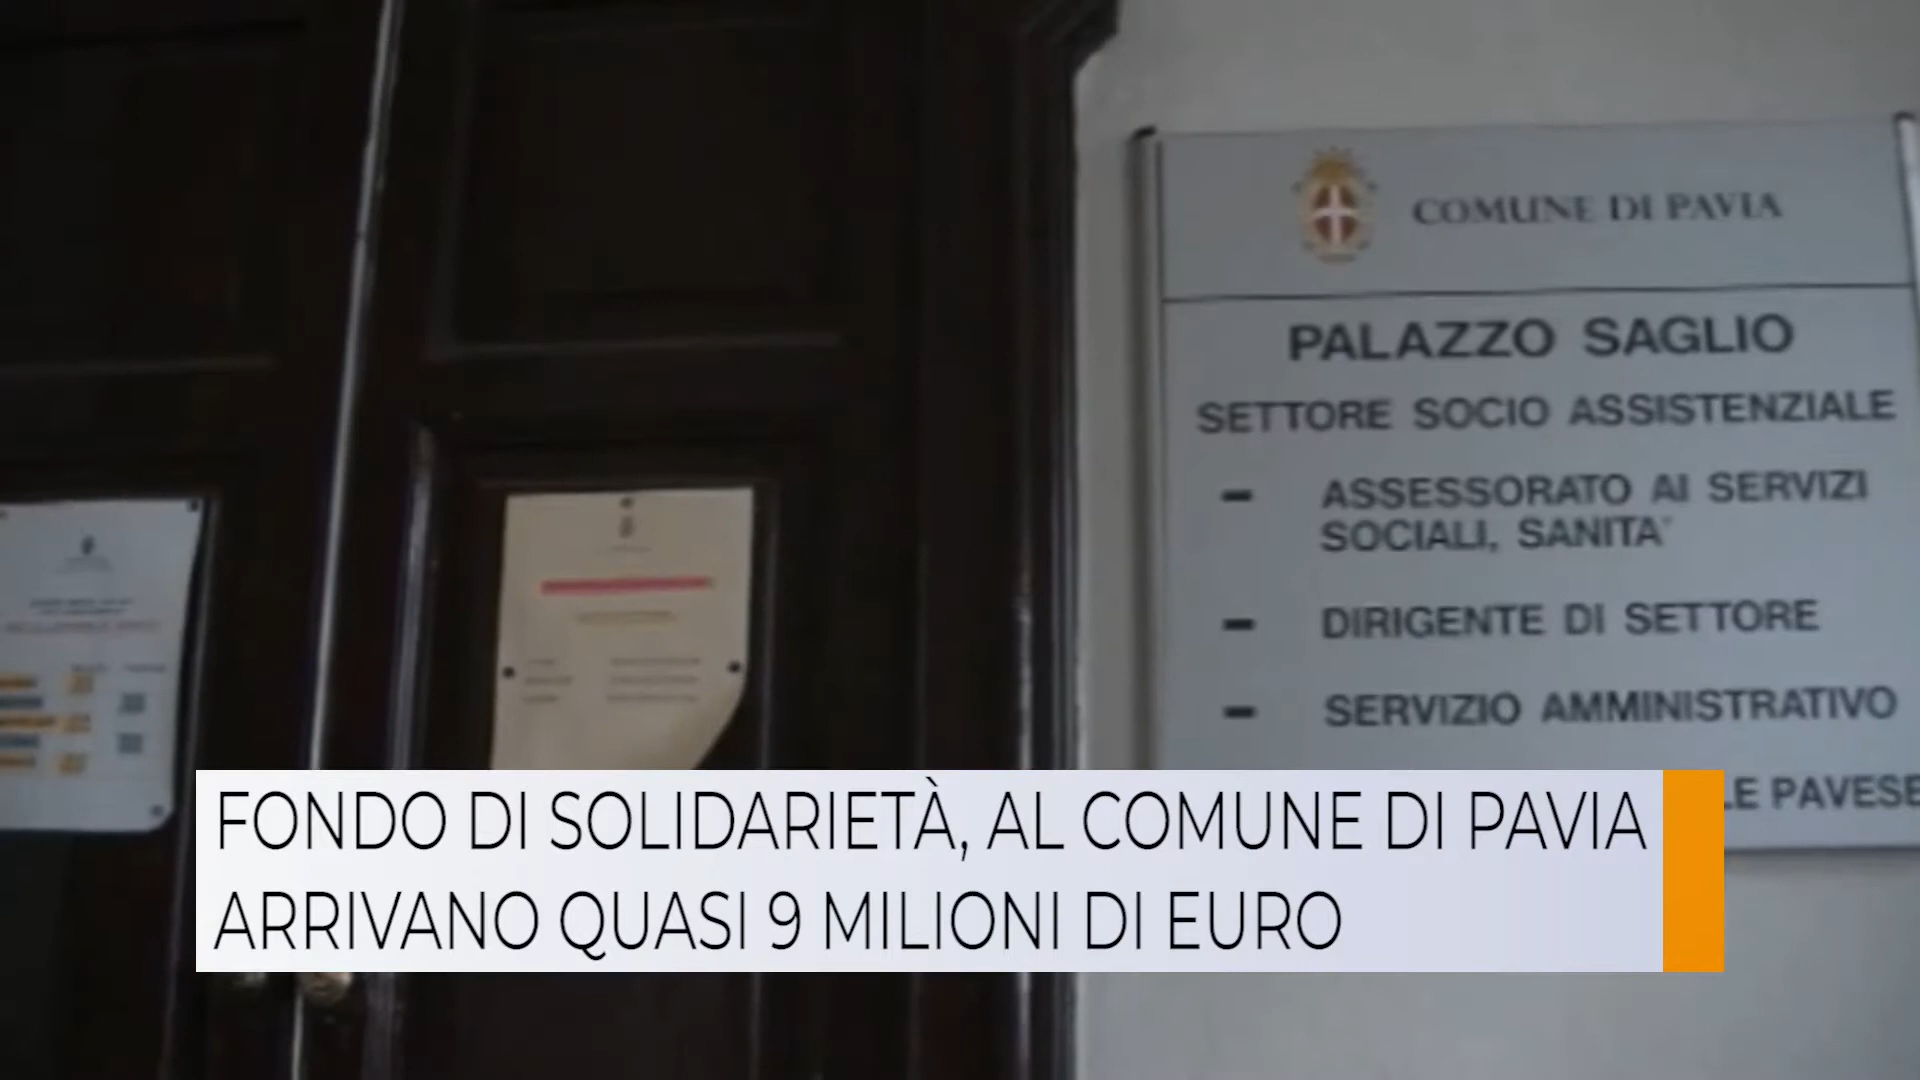 COMUNE DI PAVIA
PALAZZO SAGLIO
SETTORE SOCIO ASSISTENZIALE
- ASSESSORATO AI SERVIZI
SOCIALI, SANITA'
- DIRIGENTE DI SETTORE
- SERVIZIO AMMINISTRATIVO
LE PAVESE
FONDO DI SOLIDARIETÀ, AL COMUNE DI PAVIA
ARRIVANO QUASI 9 MILIONI DI EURO